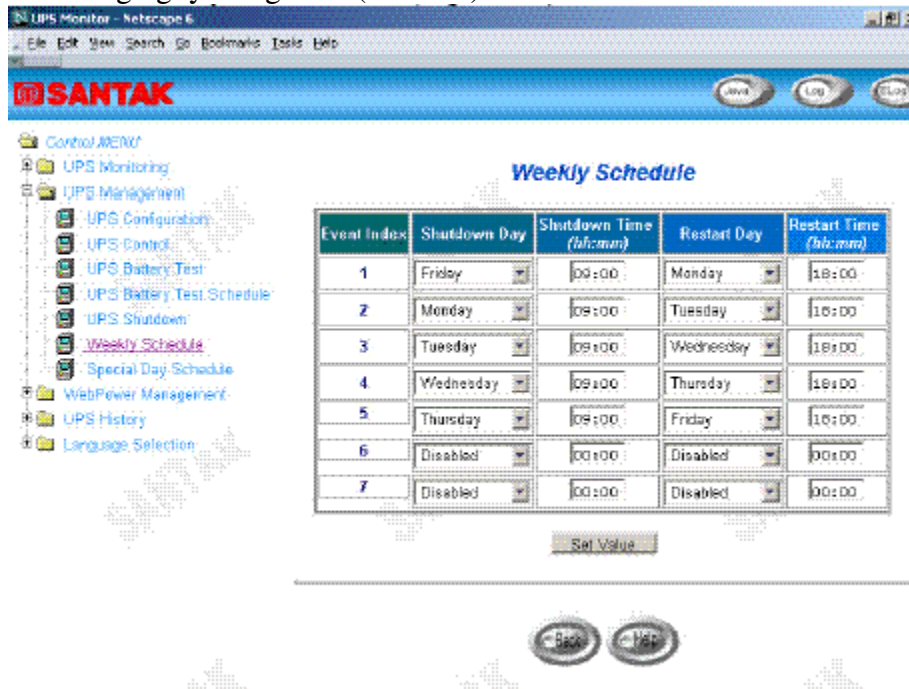 UPS Monitor - Netscape 6
File Edit View Search Go Bookmarks Tasks Help
SANTAK
Java Log ELog
Control MENU
UPS Monitoring
UPS Management
UPS Configuration
UPS Control
UPS Battery Test
UPS Battery Test Schedule
UPS Shutdown
Weekly Schedule
Special Day Schedule
WebPower Management
UPS History
Language Selection
Weekly Schedule
Event Index Shutdown Day Shutdown Time (hh:mm) Restart Day Restart Time (hh:mm)
1 Friday 09:00 Monday 18:00
2 Monday 09:00 Tuesday 18:00
3 Tuesday 09:00 Wednesday 18:00
4 Wednesday 09:00 Thursday 18:00
5 Thursday 09:00 Friday 18:00
6 Disabled 00:00 Disabled 00:00
7 Disabled 00:00 Disabled 00:00
Set Value
Back Help